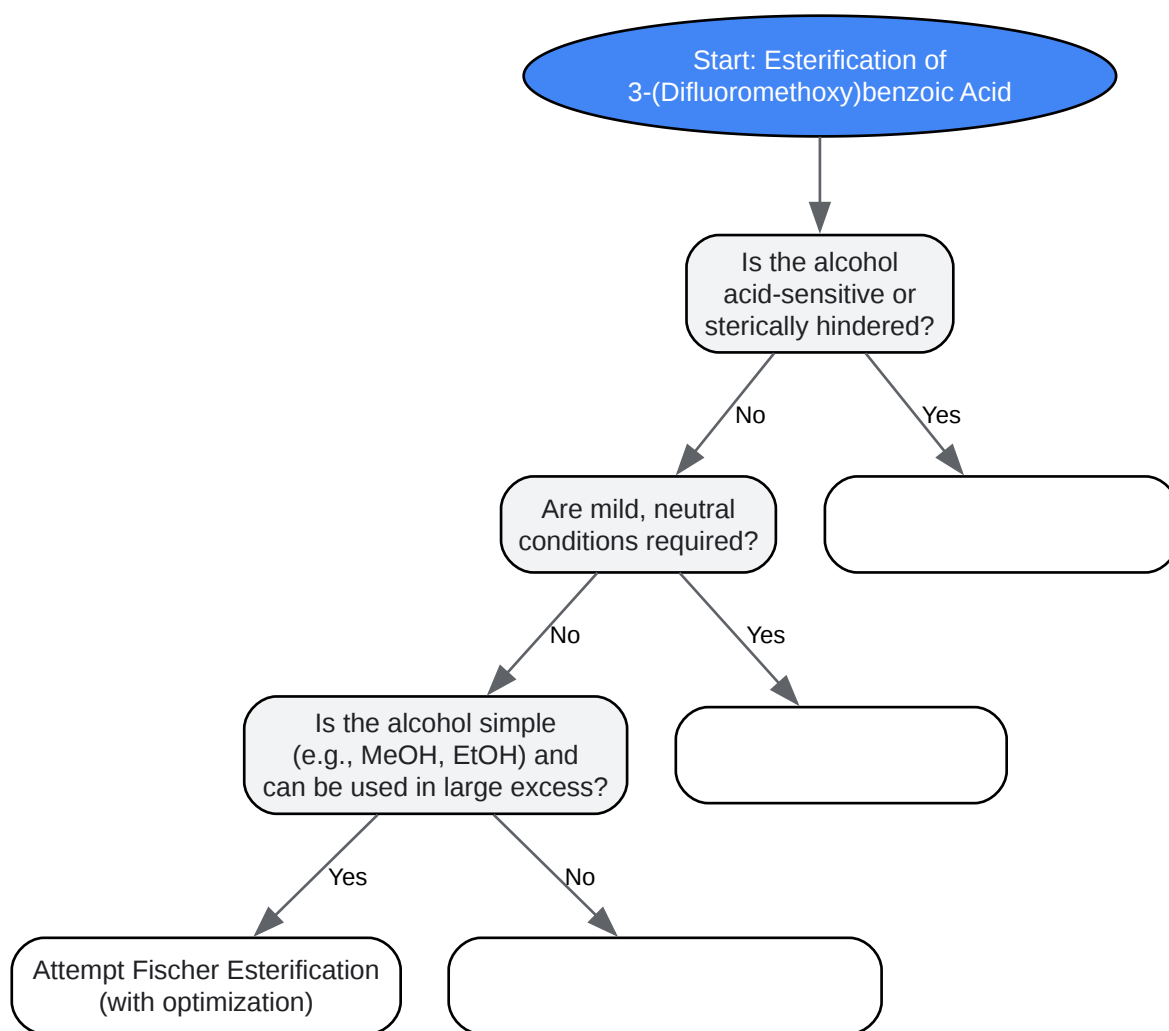 Start: Esterification of
3-(Difluoromethoxy)benzoic Acid
Is the alcohol
acid-sensitive or
sterically hindered?
No
Yes
Are mild, neutral
conditions required?
No
Yes
Is the alcohol simple
(e.g., MeOH, EtOH) and
can be used in large excess?
Yes
No
Attempt Fischer Esterification
(with optimization)